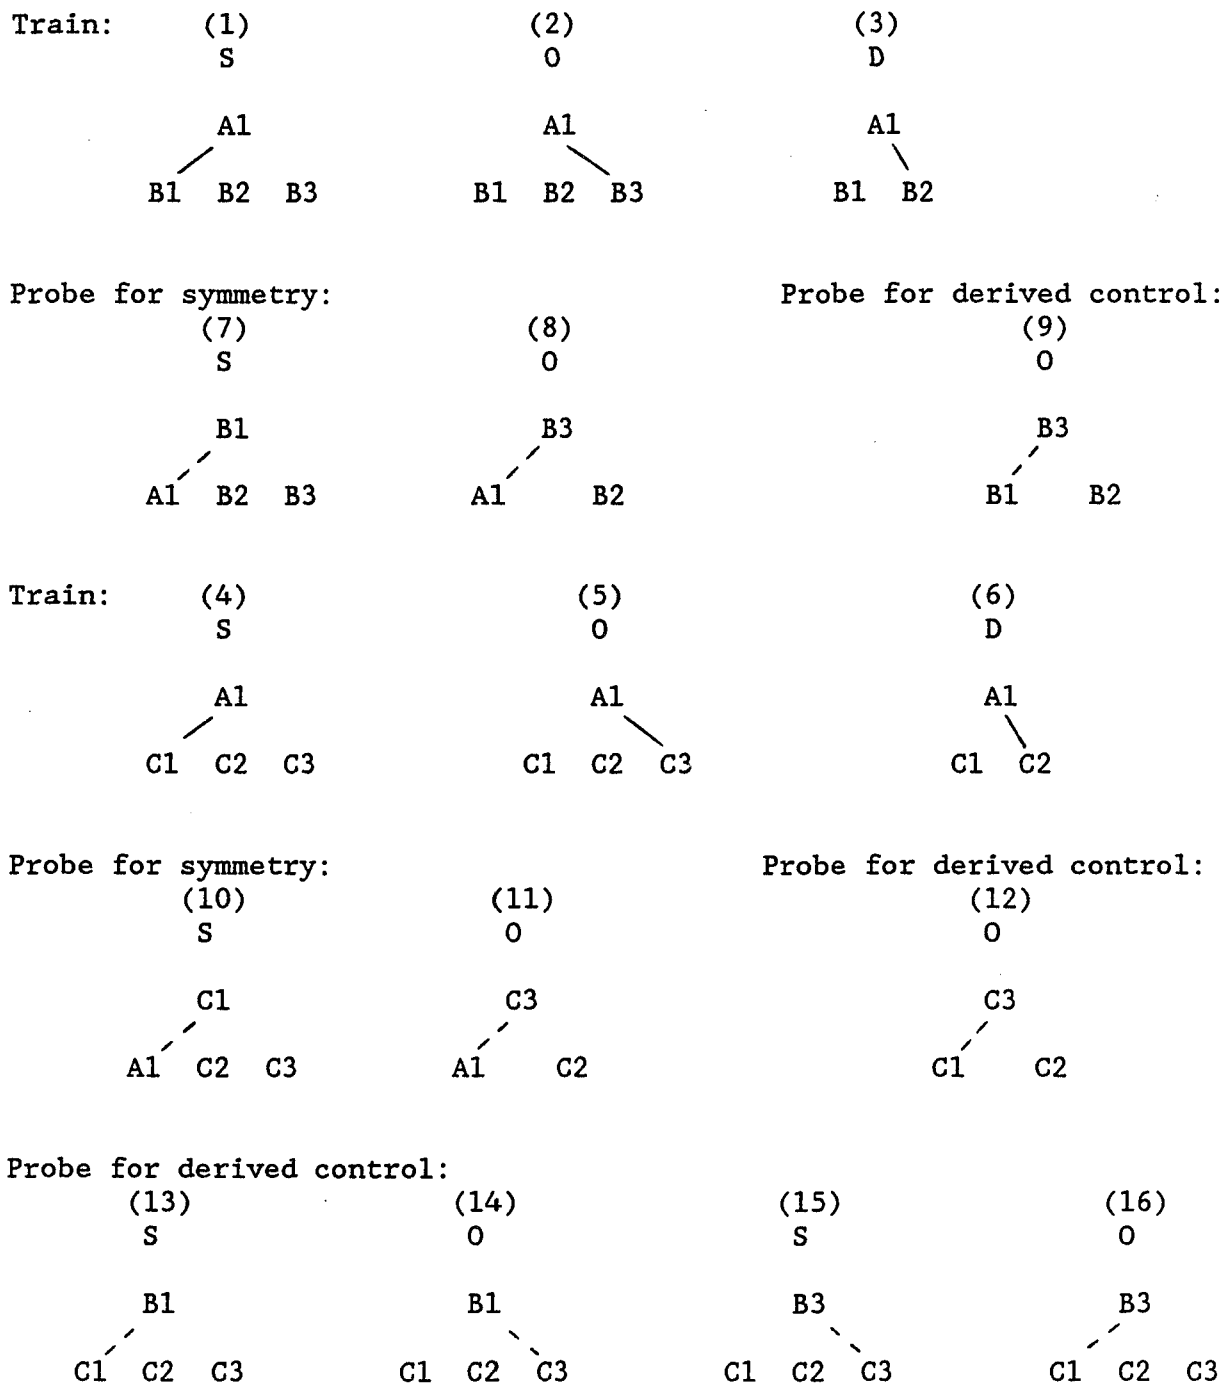 Train: (1) (2) (3)
S O D
A1 A1 A1
B1 B2 B3 B1 B2 B3 B1 B2
Probe for symmetry: Probe for derived control:
(7) (8) (9)
S O O
B1 B3 B3
A1 B2 B3 A1 B2 B1 B2
Train: (4) (5) (6)
S O D
A1 A1 A1
C1 C2 C3 C1 C2 C3 C1 C2
Probe for symmetry: Probe for derived control:
(10) (11) (12)
S O O
C1 C3 C3
A1 C2 C3 A1 C2 C1 C2
Probe for derived control:
(13) (14) (15) (16)
S O S O
B1 B1 B3 B3
C1 C2 C3 C1 C2 C3 C1 C2 C3 C1 C2 C3